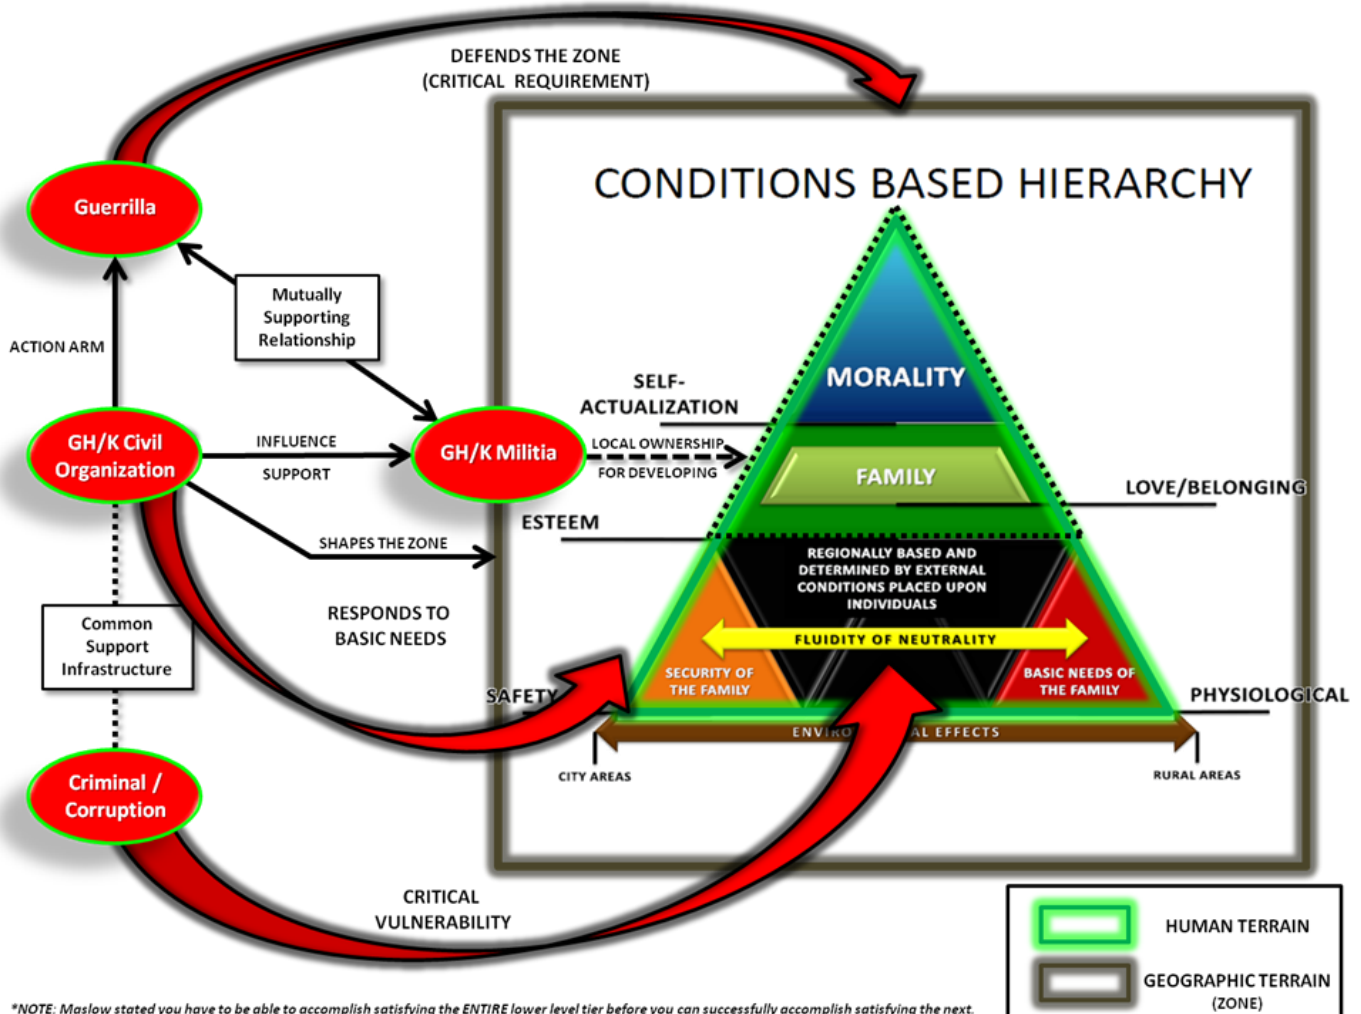 DEFENDS THE ZONE
(CRITICAL REQUIREMENT)
CONDITIONS BASED HIERARCHY
Guerrilla
Mutually
Supporting
Relationship
ACTION ARM
GH/K Civil
Organization
INFLUENCE
SUPPORT
GH/K Militia
LOCAL OWNERSHIP
FOR DEVELOPING
SHAPES THE ZONE
RESPONDS TO
BASIC NEEDS
Common
Support
Infrastructure
Criminal /
Corruption
CRITICAL
VULNERABILITY
SELF-
ACTUALIZATION
MORALITY
FAMILY
LOVE/BELONGING
ESTEEM
REGIONALLY BASED AND
DETERMINED BY EXTERNAL
CONDITIONS PLACED UPON
INDIVIDUALS
FLUIDITY OF NEUTRALITY
SECURITY OF
THE FAMILY
BASIC NEEDS OF
THE FAMILY
SAFETY
PHYSIOLOGICAL
EFFECTS
CITY AREAS
RURAL AREAS
HUMAN TERRAIN
GEOGRAPHIC TERRAIN
(ZONE)
*NOTE: Maslow stated you have to be able to accomplish satisfying the ENTIRE lower level tier before you can successfully accomplish satisfying the next.